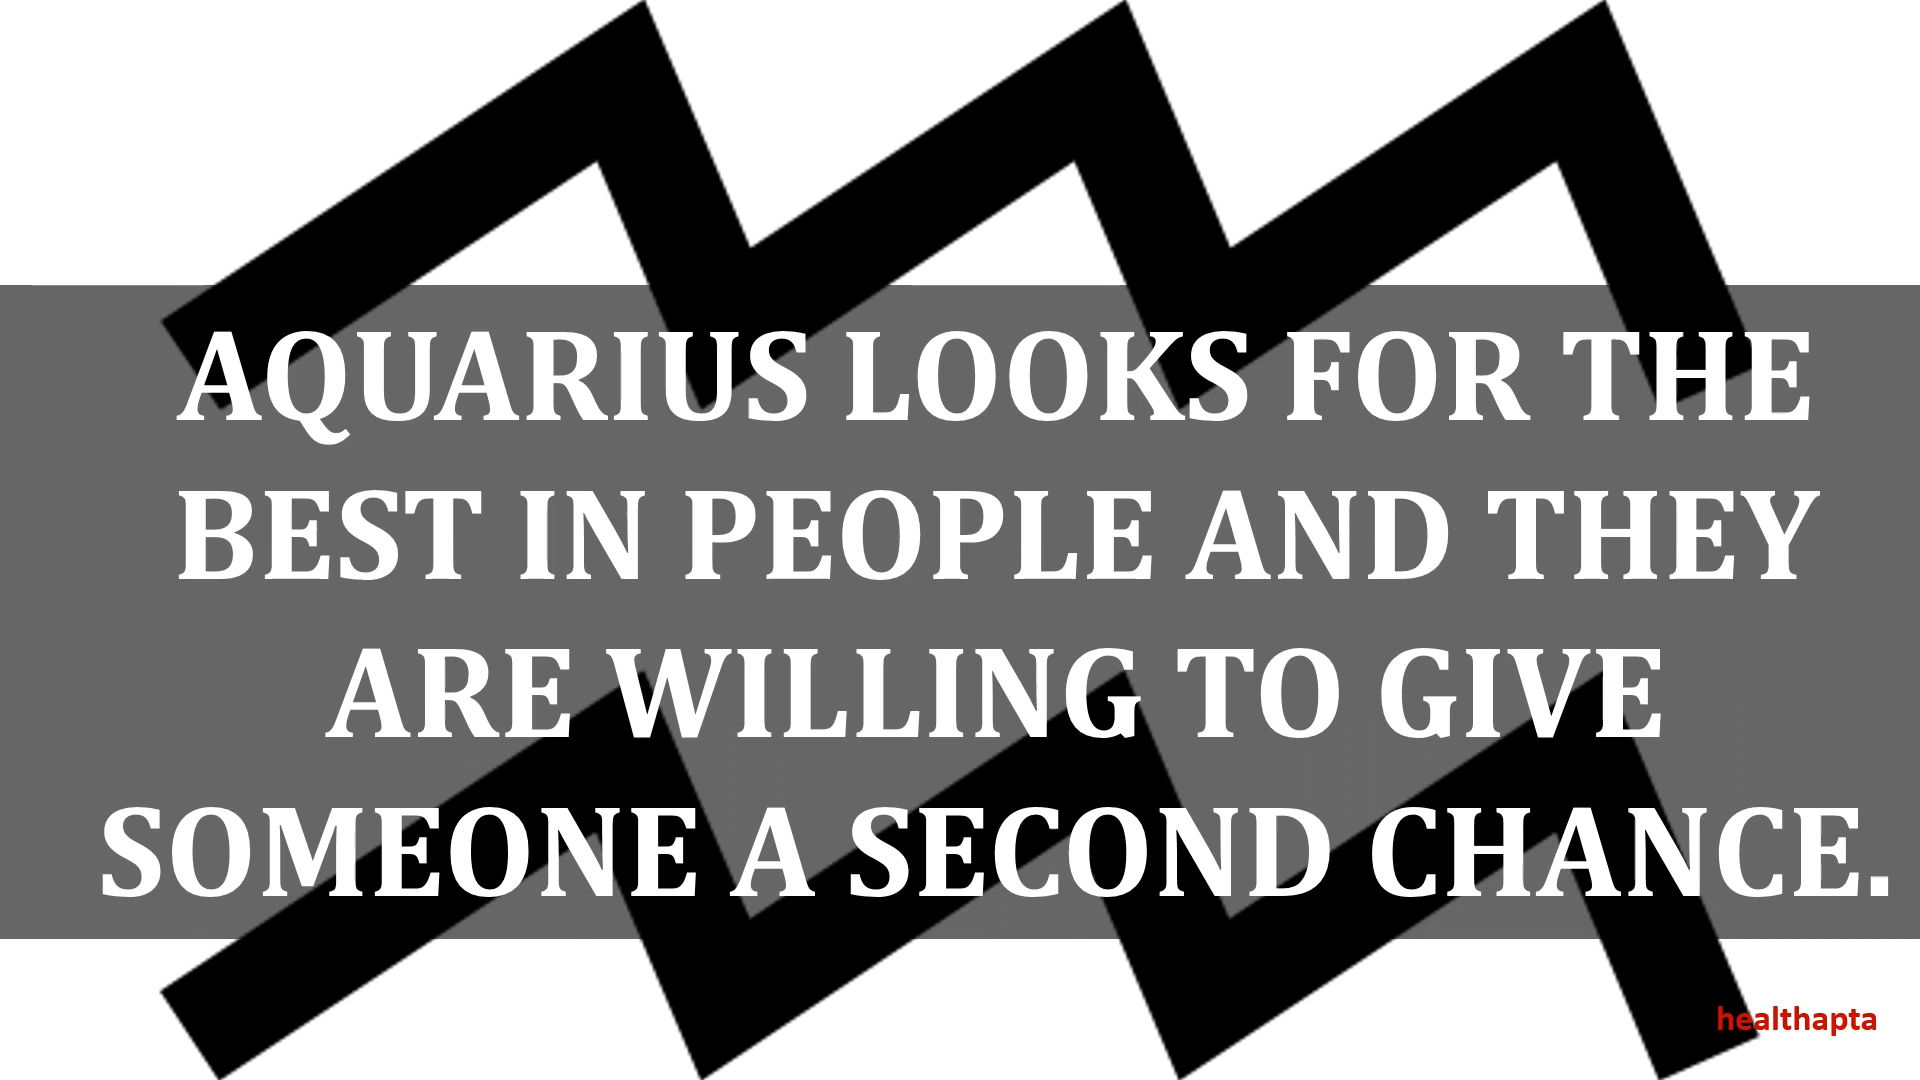 AQUARIUS LOOKS FOR THE
BEST IN PEOPLE AND THEY
ARE WILLING TO GIVE
SOMEONE A SECOND CHANCE.
healthapta